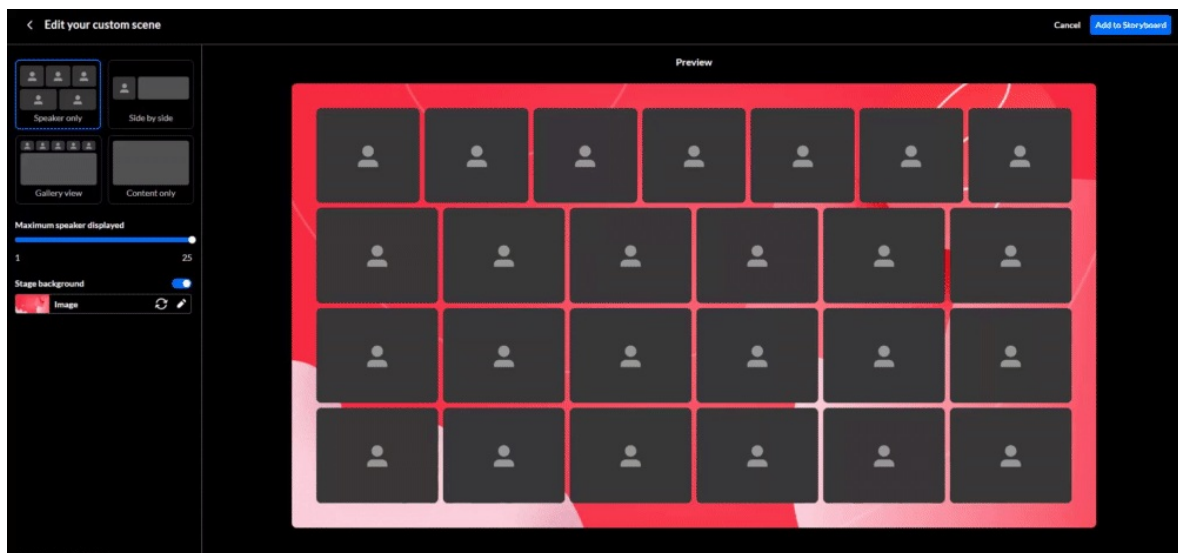 Edit your custom scene
Cancel
Add to Storyboard
Preview
Speaker only
Side by side
Gallery view
Content only
Maximum speaker displayed
1
25
Stage background
Image